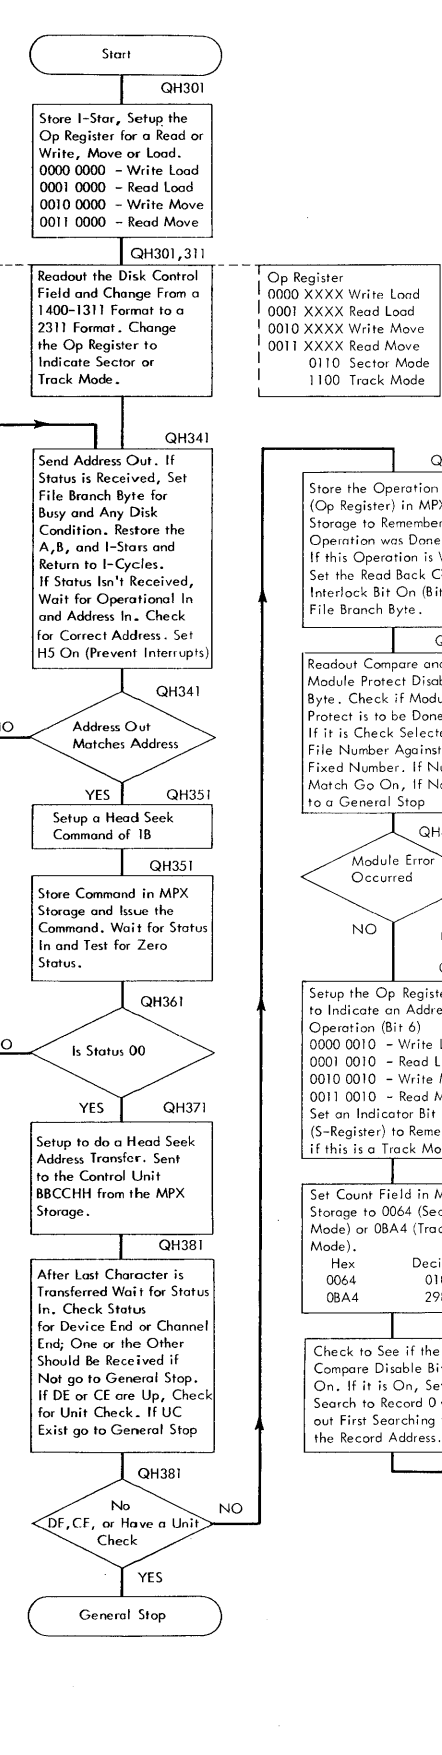 Start
QH301
Store I-Star, Setup the
Op Register for a Read or
Write, Move or Load.
0000 0000 - Write Load
0001 0000 - Read Load
0010 0000 - Write Move
0011 0000 - Read Move
QH301,311
Readout the Disk Control
Field and Change From a
1400-1311 Format to a
2311 Format. Change
the Op Register to
Indicate Sector or
Track Mode.
Op Register
0000 XXXX Write Load
0001 XXXX Read Load
0010 XXXX Write Move
0011 XXXX Read Move
0110 Sector Mode
1100 Track Mode
QH341
Send Address Out. If
Status is Received, Set
File Branch Byte for
Busy and Any Disk
Condition. Restore the
A,B, and I-Stars and
Return to I-Cycles.
If Status Isn't Received,
Wait for Operational In
and Address In. Check
for Correct Address. Set
H5 On (Prevent Interrupts)
QH341
Address Out
Matches Address
YES
QH351
Setup a Head Seek
Command of 1B
QH351
Store Command in MPX
Storage and Issue the
Command. Wait for Status
In and Test for Zero
Status.
QH361
Is Status 00
YES
QH371
Setup to do a Head Seek
Address Transfer. Sent
to the Control Unit
BBCCHH from the MPX
Storage.
QH381
After Last Character is
Transferred Wait for Status
In. Check Status
for Device End or Channel
End; One or the Other
Should Be Received if
Not go to General Stop.
If DE or CE are Up, Check
for Unit Check. If UC
Exist go to General Stop
QH381
No
DF,CF, or Have a Unit
Check
NO
YES
General Stop
Store the Operation
(Op Register) in MPX
Storage to Remember
Operation was Done
If this Operation is
Set the Read Back
Interlock Bit On (Bit
File Branch Byte.
Readout Compare and
Module Protect
Byte. Check if
Protect is to be Done
If it is Check
File Number Against
Fixed Number. If
Match Go On, If
to a General Stop
Module Error
Occurred
NO
Setup the Op
to Indicate an
Operation (Bit 6)
0000 0010 - Write
0001 0010 - Read
0010 0010 - Write
0011 0010 - Read
Set an Indicator Bit
(S-Register) to
if this is a Track
Set Count Field in
Storage to 0064
Mode) or 0BA4
Mode).
Hex
0064
0BA4
Check to See if the
Compare Disable
On. If it is On,
Search to Record 0
out First Searching
the Record Address.